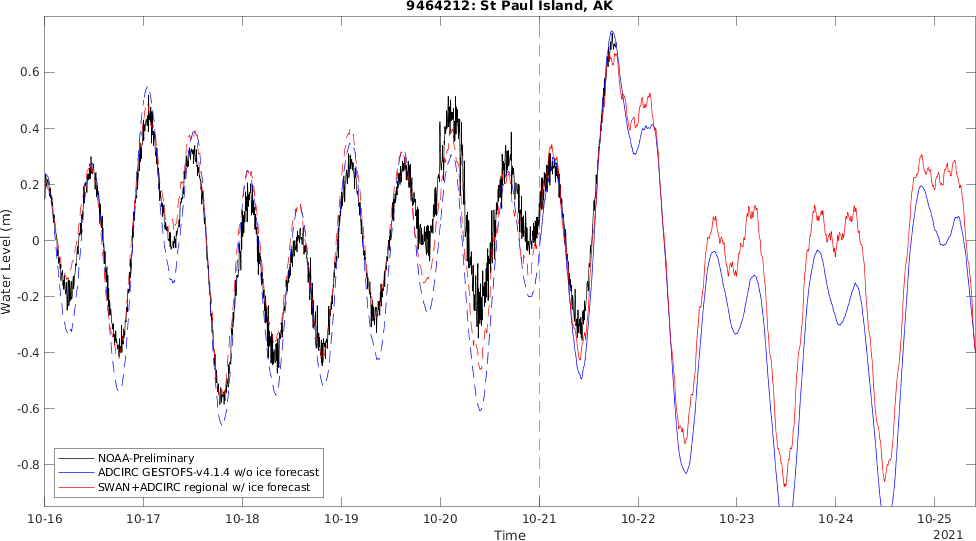 9464212: St Paul Island, AK
Water Level (m)
0.6
0.4
0.2
0
-0.2
-0.4
-0.6
-0.8
NOAA-Preliminary
ADCIRC GESTOFS-v4.1.4 w/o ice forecast
SWAN+ADCIRC regional w/ ice forecast
10-16 10-17 10-18 10-19 10-20 10-21 10-22 10-23 10-24 10-25
Time
2021